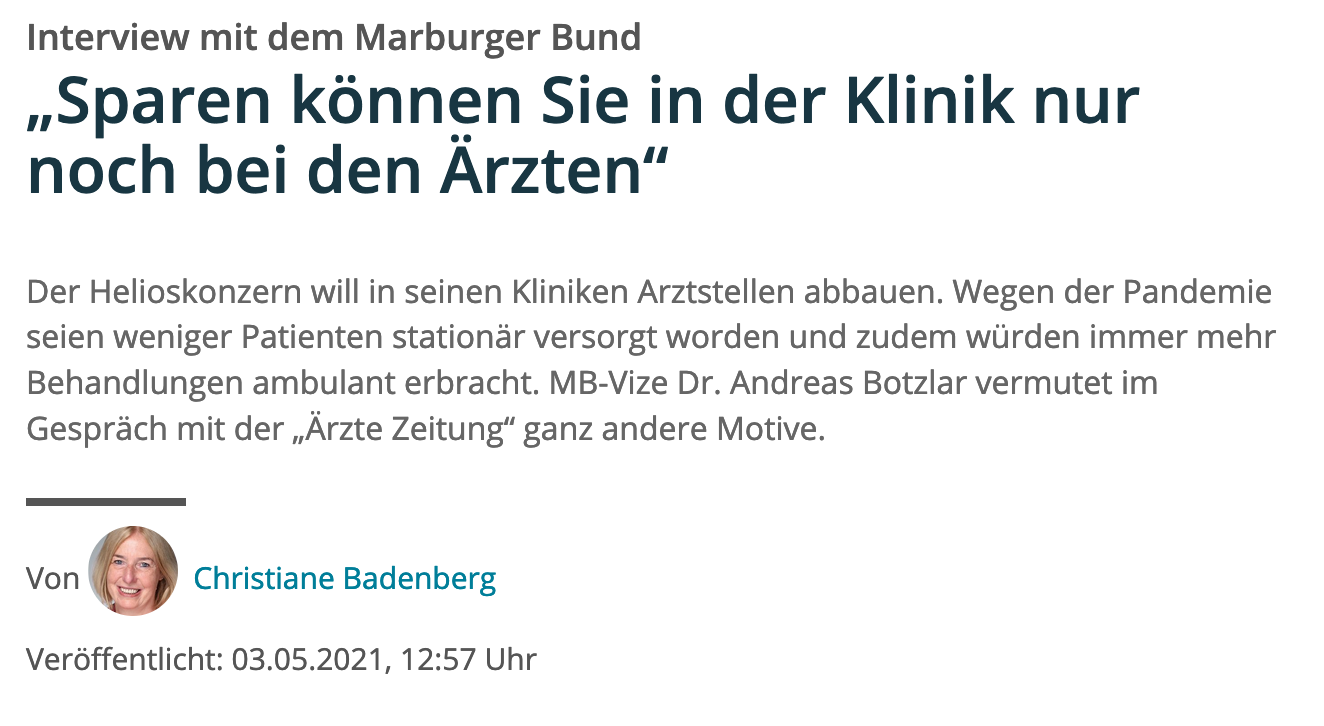 Interview mit dem Marburger Bund
„Sparen können Sie in der Klinik nur
noch bei den Ärzten“
Der Helioskonzern will in seinen Kliniken Arztstellen abbauen. Wegen der Pandemie
seien weniger Patienten stationär versorgt worden und zudem würden immer mehr
Behandlungen ambulant erbracht. MB-Vize Dr. Andreas Botzlar vermutet im
Gespräch mit der „Ärzte Zeitung“ ganz andere Motive.
Von Christiane Badenberg
Veröffentlicht: 03.05.2021, 12:57 Uhr